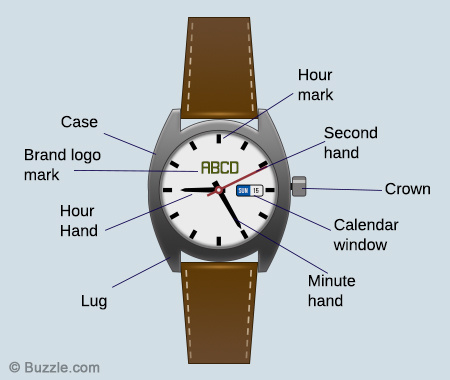 Hour
mark
Case
Second
hand
Brand logo
mark
ABCD
SUN 15
Crown
Hour
Hand
Calendar
window
Minute
hand
Lug
© Buzzle.com